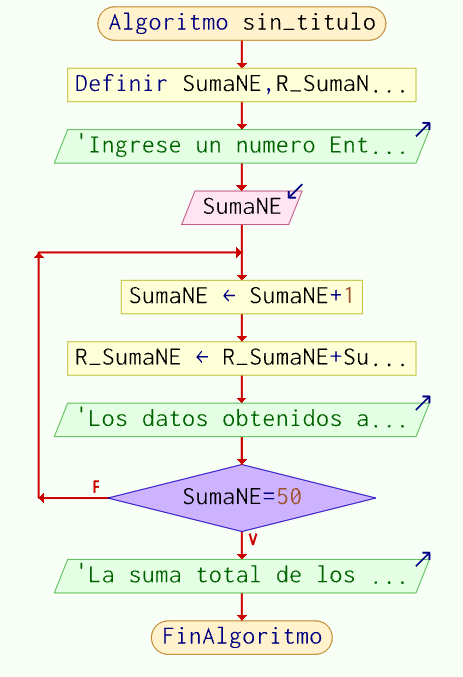 Algoritmo sin_titulo
Definir SumaNE,R_SumaN...
'Ingrese un numero Ent...
SumaNE
SumaNE ← SumaNE+1
R_SumaNE ← R_SumaNE+Su...
'Los datos obtenidos a...
F
SumaNE=50
V
'La suma total de los ...
FinAlgoritmo